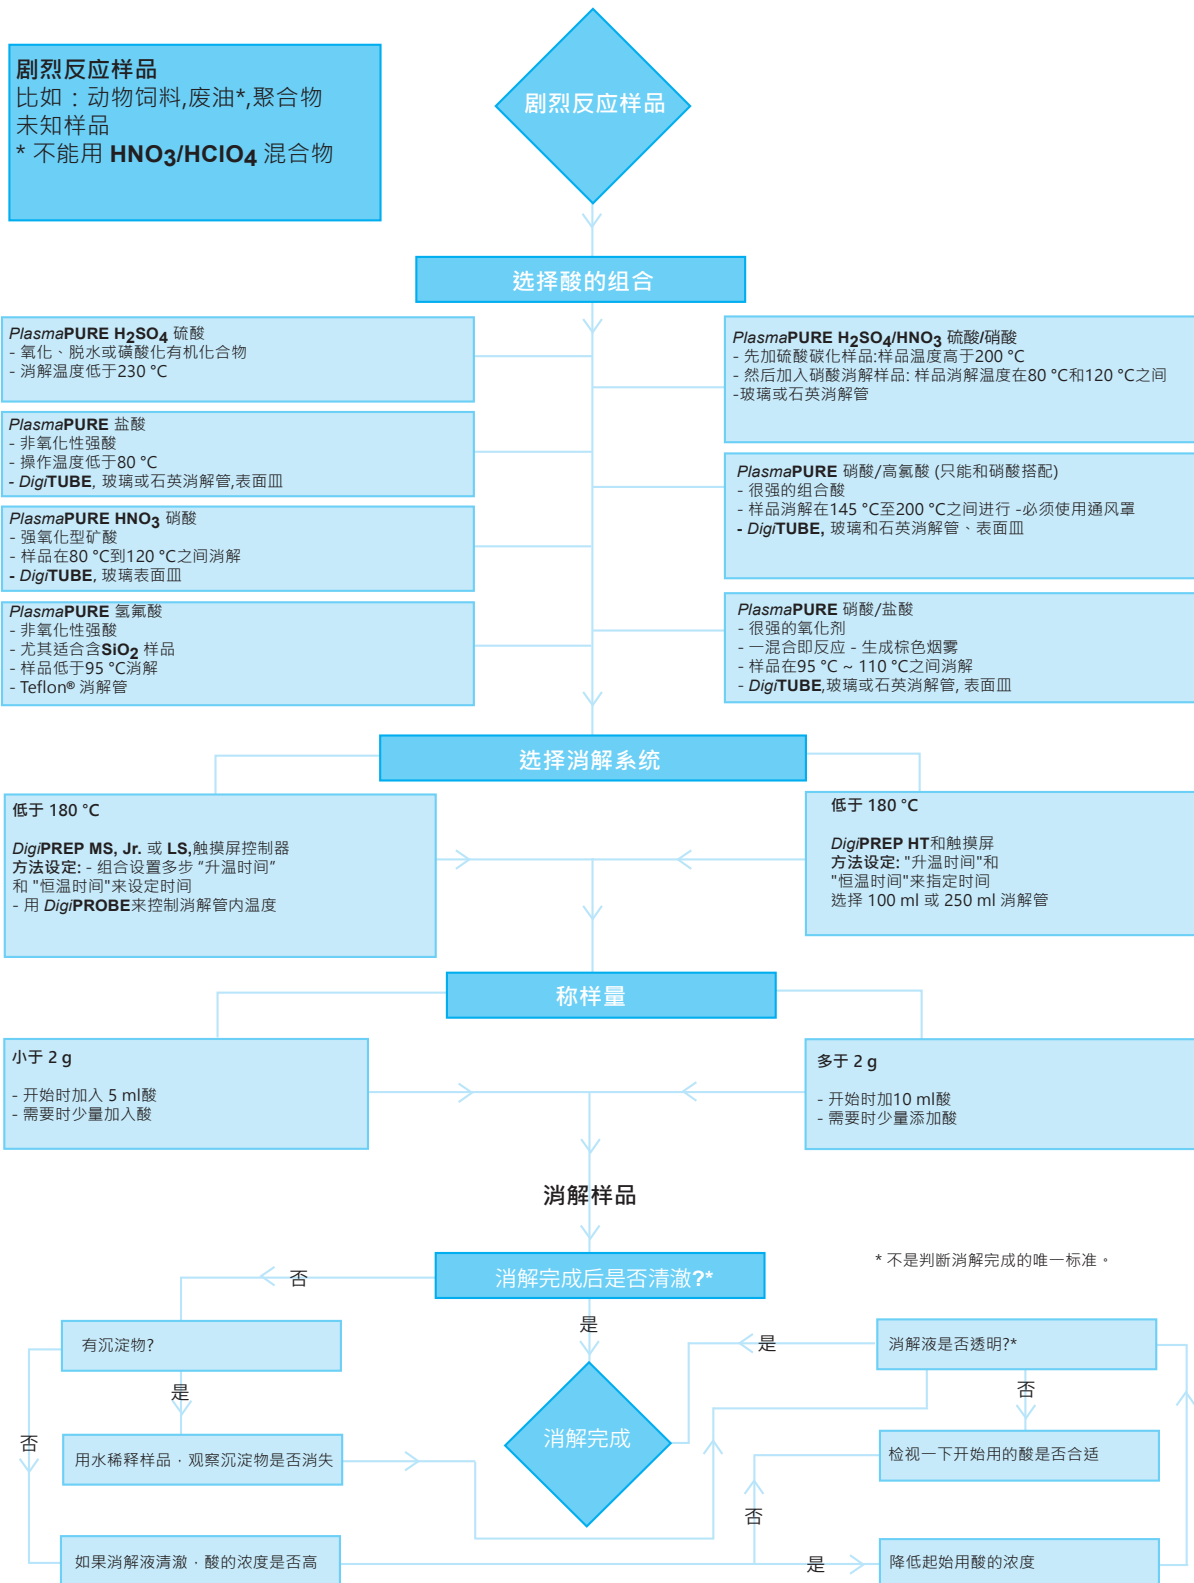 剧烈反应样品
比如：动物饲料,废油*,聚合物
未知样品
* 不能用 HNO3/HClO4 混合物
剧烈反应样品
选择酸的组合
PlasmaPURE H2SO4 硫酸
- 氧化、脱水或磺酸化有机化合物
- 消解温度低于230 °C
PlasmaPURE 盐酸
- 非氧化性强酸
- 操作温度低于80 °C
- DigiTUBE, 玻璃或石英消解管,表面皿
PlasmaPURE HNO3 硝酸
- 强氧化型矿酸
- 样品在80 °C到120 °C之间消解
- DigiTUBE, 玻璃表面皿
PlasmaPURE 氢氟酸
- 非氧化性强酸
- 尤其适合含SiO2 样品
- 样品低于95 °C消解
- Teflon® 消解管
PlasmaPURE H2SO4/HNO3 硫酸/硝酸
- 先加硫酸碳化样品:样品温度高于200 °C
- 然后加入硝酸消解样品: 样品消解温度在80 °C和120 °C之间
-玻璃或石英消解管
PlasmaPURE 硝酸/高氯酸 (只能和硝酸搭配)
- 很强的组合酸
- 样品消解在145 °C至200 °C之间进行 -必须使用通风罩
- DigiTUBE, 玻璃和石英消解管、表面皿
PlasmaPURE 硝酸/盐酸
- 很强的氧化剂
- 一混合即反应 - 生成棕色烟雾
- 样品在95 °C ~ 110 °C之间消解
- DigiTUBE,玻璃或石英消解管, 表面皿
选择消解系统
低于 180 °C
DigiPREP MS, Jr. 或 LS,触摸屏控制器
方法设定: - 组合设置多步 “升温时间”
和 "恒温时间"来设定时间
- 用 DigiPROBE来控制消解管内温度
低于 180 °C
DigiPREP HT和触摸屏
方法设定: "升温时间"和
"恒温时间"来指定时间
选择 100 ml 或 250 ml 消解管
称样量
小于 2 g
- 开始时加入 5 ml酸
- 需要时少量加入酸
多于 2 g
- 开始时加10 ml酸
- 需要时少量添加酸
消解样品
* 不是判断消解完成的唯一标准。
消解完成后是否清澈?*
否
是
有沉淀物?
是
否
用水稀释样品，观察沉淀物是否消失
如果消解液清澈，酸的浓度是否高
消解完成
是
消解液是否透明?*
否
检视一下开始用的酸是否合适
否
是
降低起始用酸的浓度